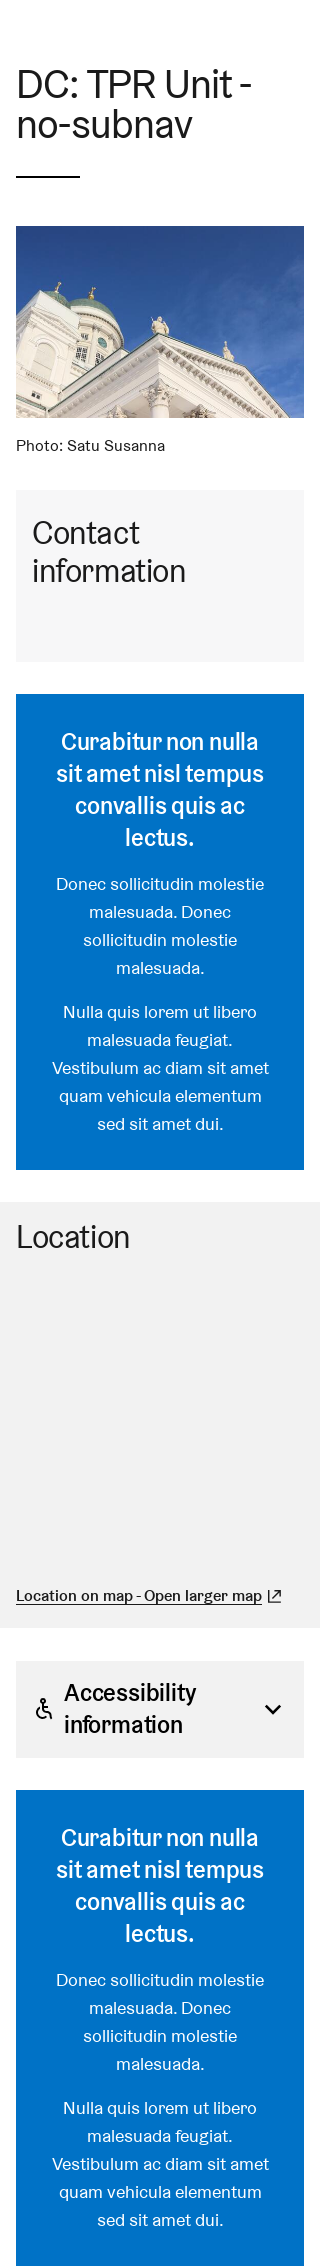 DC: TPR Unit -
no-subnav
Photo: Satu Susanna
Contact
information
Curabitur non nulla
sit amet nisl tempus
convallis quis ac
lectus.
Donec sollicitudin molestie
malesuada. Donec
sollicitudin molestie
malesuada.
Nulla quis lorem ut libero
malesuada feugiat.
Vestibulum ac diam sit amet
quam vehicula elementum
sed sit amet dui.
Location
Location on map - Open larger map
Accessibility
information
Curabitur non nulla
sit amet nisl tempus
convallis quis ac
lectus.
Donec sollicitudin molestie
malesuada. Donec
sollicitudin molestie
malesuada.
Nulla quis lorem ut libero
malesuada feugiat.
Vestibulum ac diam sit amet
quam vehicula elementum
sed sit amet dui.